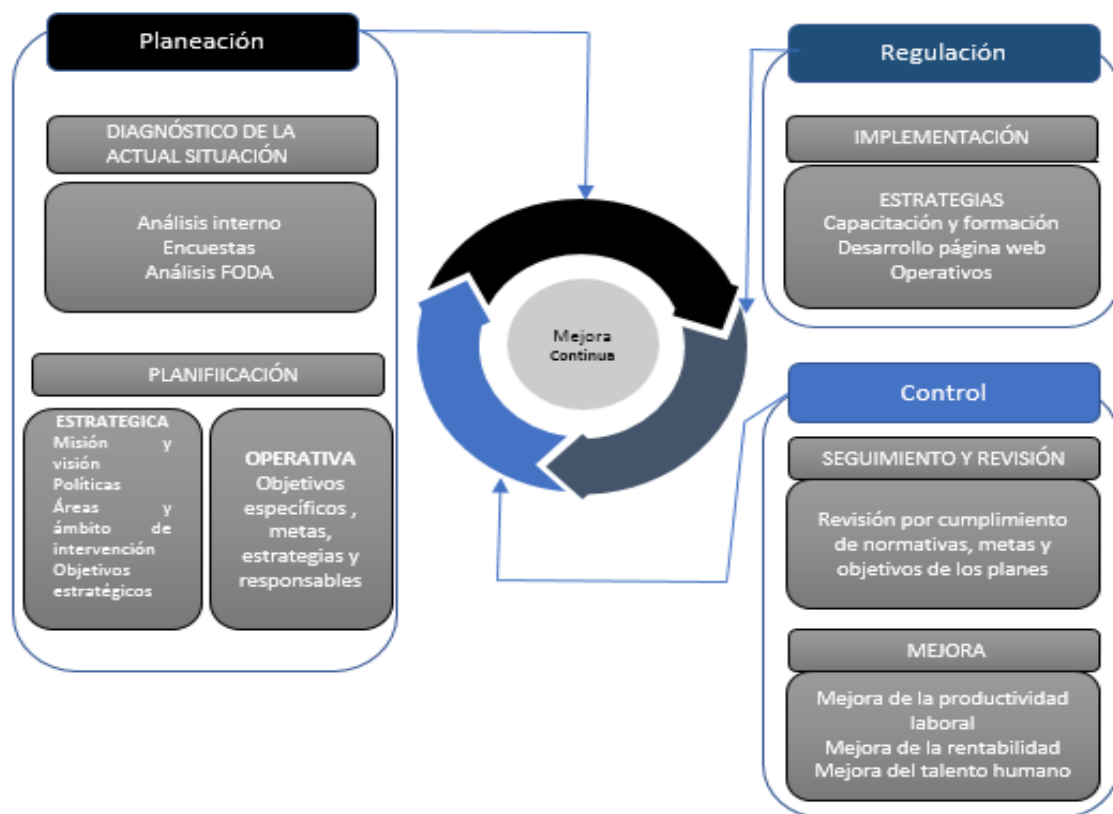 Planeación
DIAGNÓSTICO DE LA
ACTUAL SITUACIÓN
Análisis interno
Encuestas
Análisis FODA
PLANIFIICACIÓN
ESTRATEGICA
Misión y
visión
Políticas
Áreas y
ámbito de
intervención
Objetivos
estratégicos
OPERATIVA
Objetivos
específicos ,
metas,
estrategias y
responsables
Mejora
Continua
Regulación
IMPLEMENTACIÓN
ESTRATEGIAS
Capacitación y formación
Desarrollo página web
Operativos
Control
SEGUIMIENTO Y REVISIÓN
Revisión por cumplimiento
de normativas, metas y
objetivos de los planes
MEJORA
Mejora de la productividad
laboral
Mejora de la rentabilidad
Mejora del talento humano